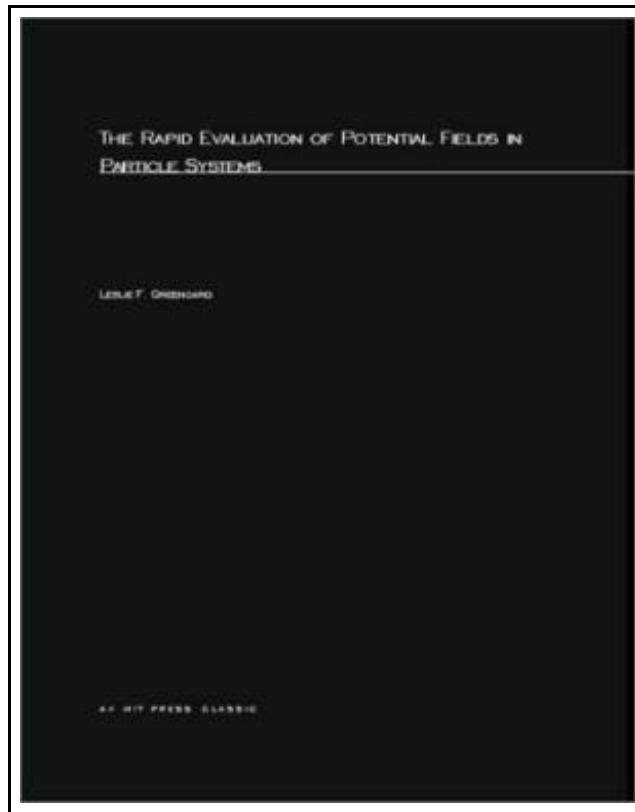 THE RAPID EVALUATION OF POTENTIAL FIELDS IN
PARTICLE SYSTEMS
LESLIE F. GREENGARD
AN MIT PRESS CLASSIC